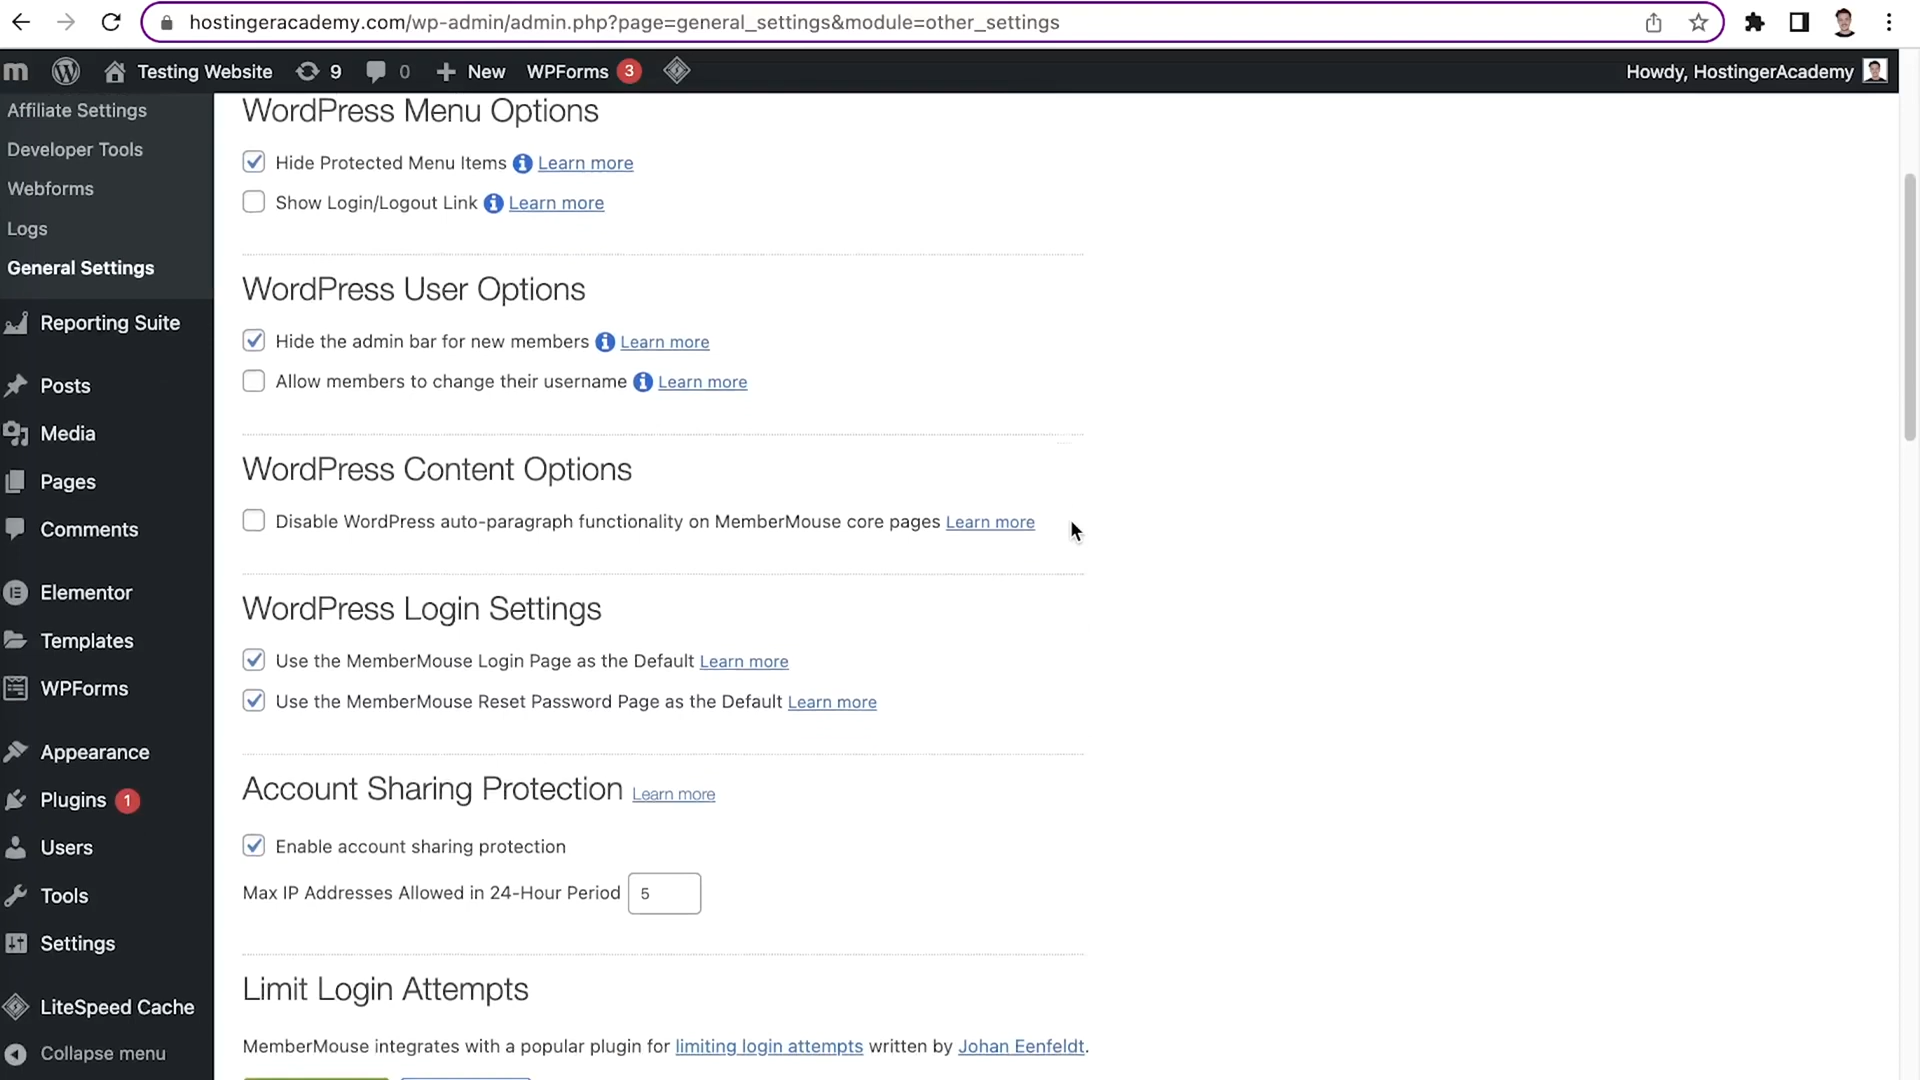 hostingeracademy.com/wp-admin/admin.php?page=general_settings&module=other_settings
Testing Website 9 0 New WPForms 3 Howdy, HostingerAcademy
Affiliate Settings
Developer Tools
Webforms
Logs
General Settings
Reporting Suite
Posts
Media
Pages
Comments
Elementor
Templates
WPForms
Appearance
Plugins 1
Users
Tools
Settings
LiteSpeed Cache
Collapse menu
WordPress Menu Options
Hide Protected Menu Items Learn more
Show Login/Logout Link Learn more
WordPress User Options
Hide the admin bar for new members Learn more
Allow members to change their username Learn more
WordPress Content Options
Disable WordPress auto-paragraph functionality on MemberMouse core pages Learn more
WordPress Login Settings
Use the MemberMouse Login Page as the Default Learn more
Use the MemberMouse Reset Password Page as the Default Learn more
Account Sharing Protection Learn more
Enable account sharing protection
Max IP Addresses Allowed in 24-Hour Period 5
Limit Login Attempts
MemberMouse integrates with a popular plugin for limiting login attempts written by Johan Eenfeldt.